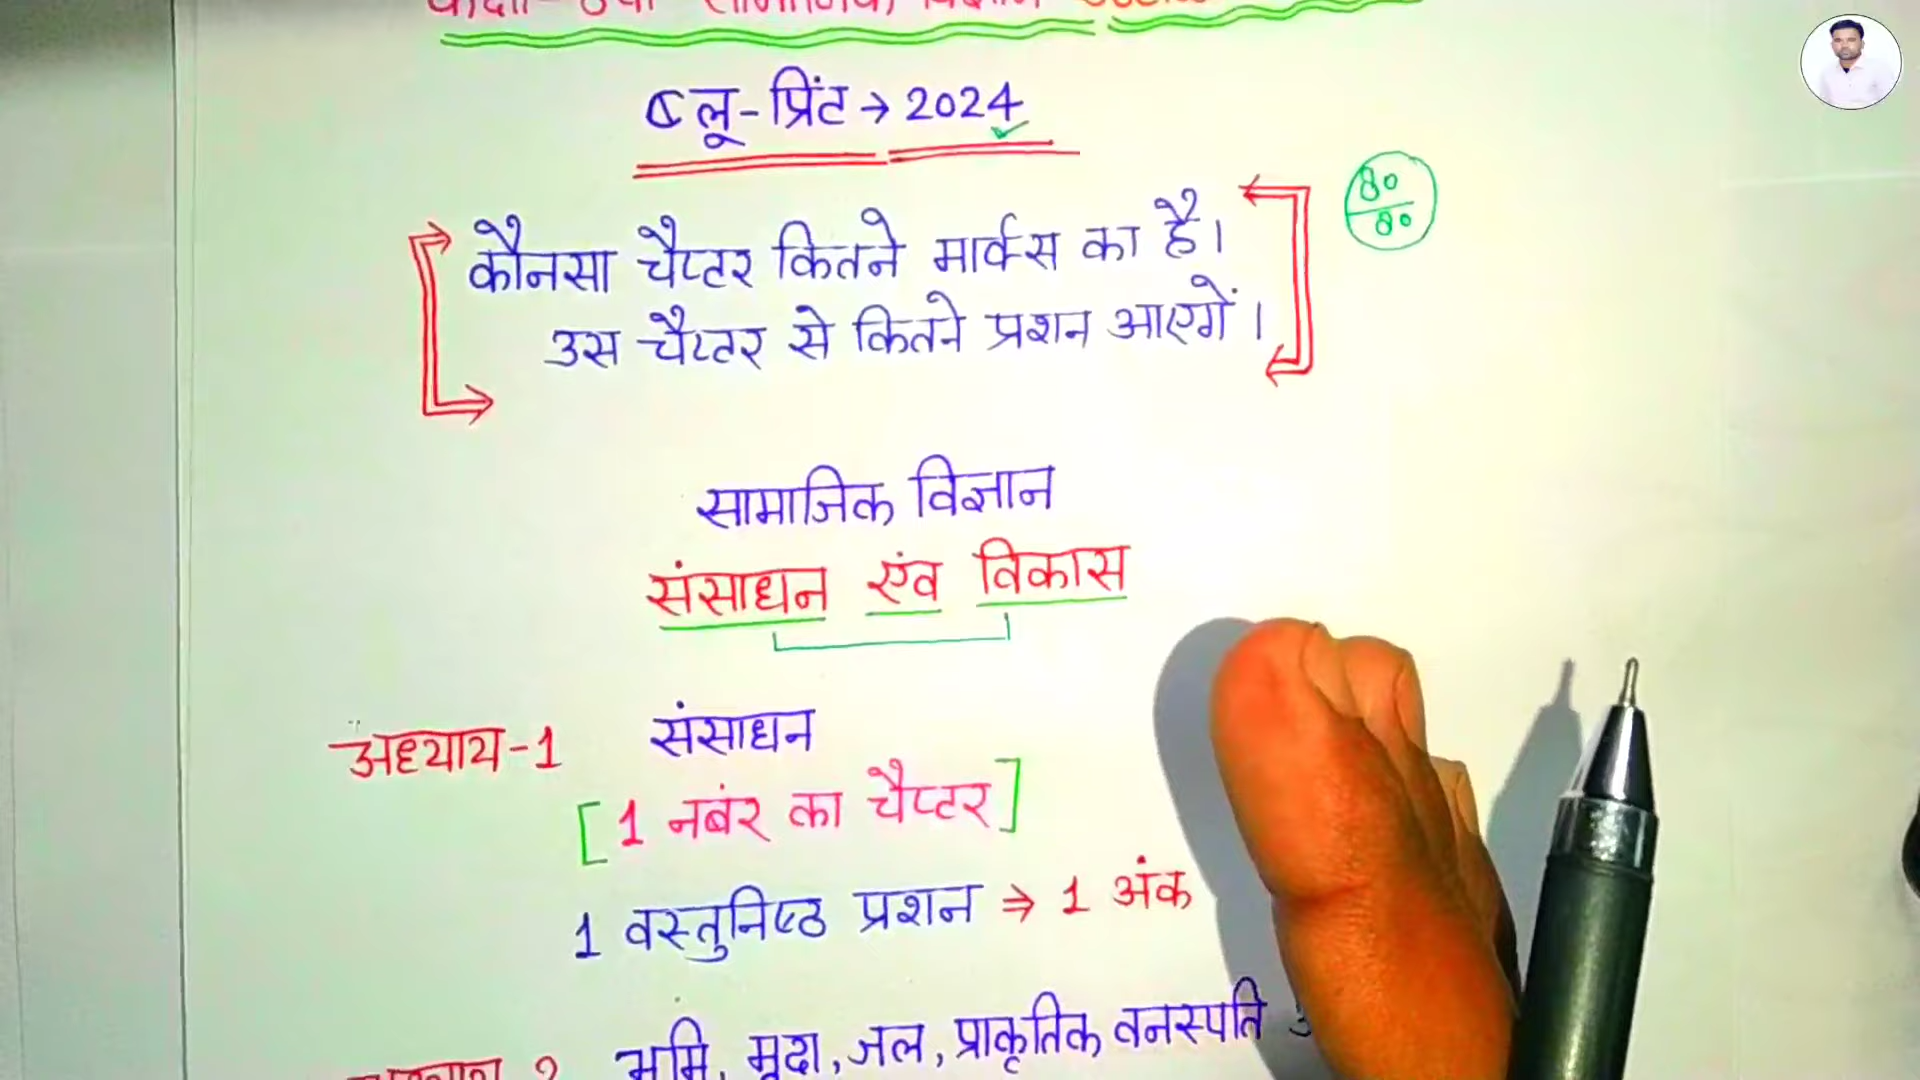 ब्लू-प्रिंट → 2024
80/80
कौनसा चैप्टर कितने मार्क्स का है।
उस चैप्टर से कितने प्रशन आएगें।
सामाजिक विज्ञान
संसाधन एंव विकास
अध्याय-1 संसाधन
[1 नबंर का चैप्टर]
1 वस्तुनिष्ठ प्रशन ⇒ 1 अंक
भूमि, मृदा, जल, प्राकृतिक वनस्पति